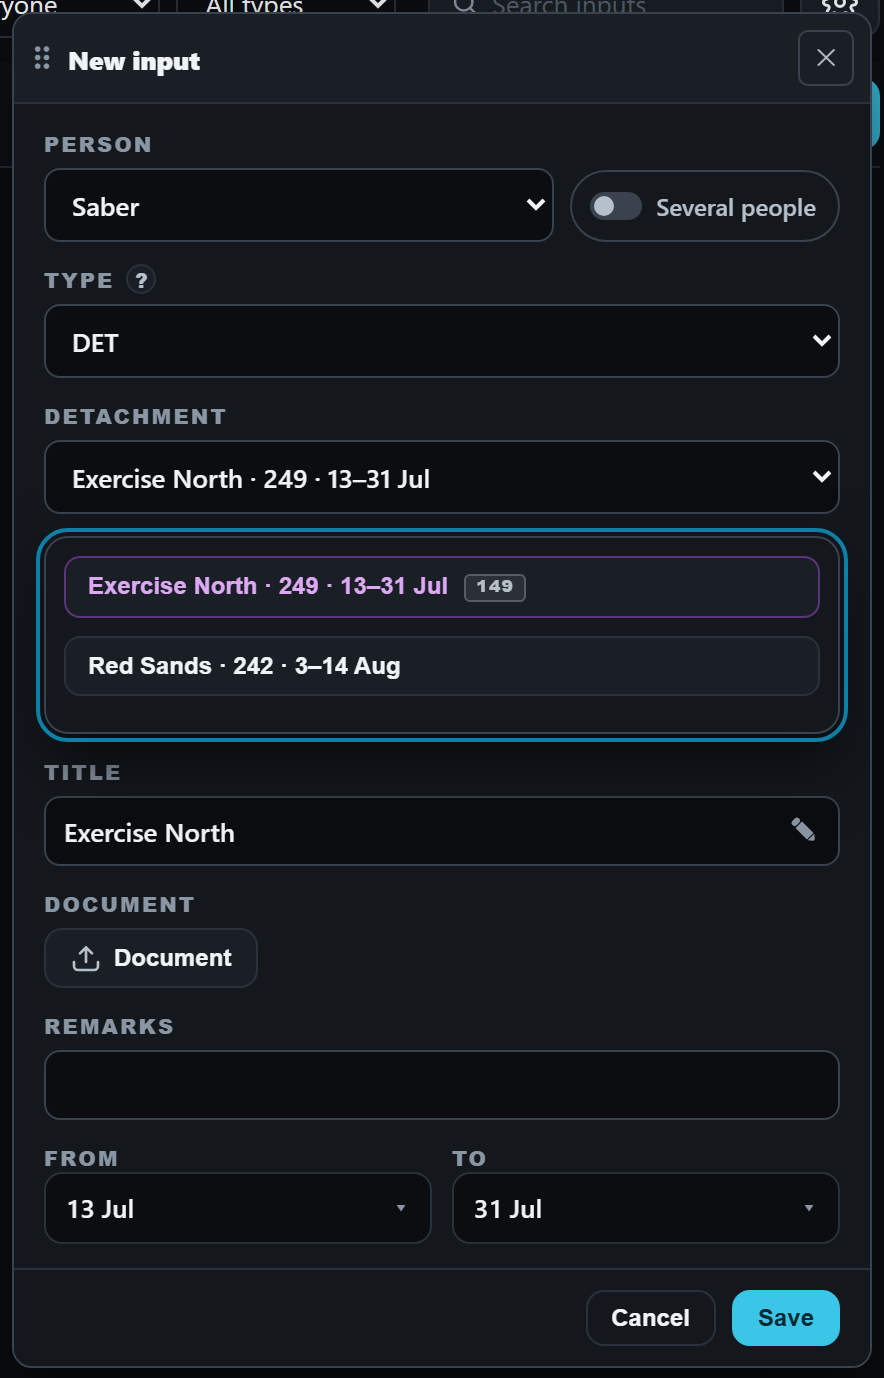 yone
All types
Search inputs
New input
PERSON
Saber
Several people
TYPE ?
DET
DETACHMENT
Exercise North · 249 · 13–31 Jul
Exercise North · 249 · 13–31 Jul 149
Red Sands · 242 · 3–14 Aug
TITLE
Exercise North
DOCUMENT
Document
REMARKS
FROM
TO
13 Jul
31 Jul
Cancel
Save